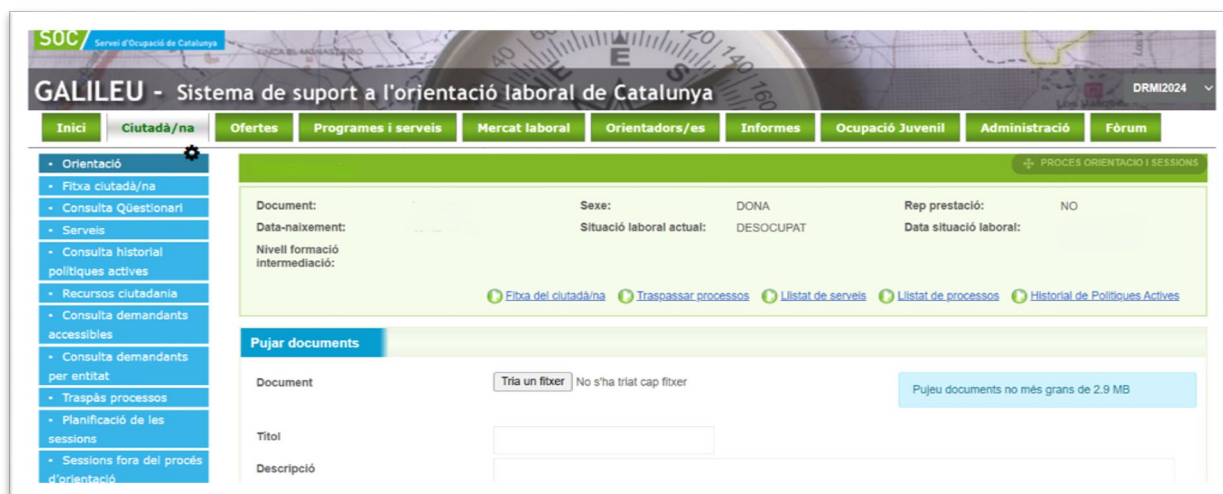 SOC Servei d'Ocupació de Catalunya
GALILEU - Sistema de suport a l'orientació laboral de Catalunya
DRMI2024
Inici Ciutadà/na Ofertes Programes i serveis Mercat laboral Orientadors/es Informes Ocupació Juvenil Administració Fòrum
• Orientació
• Fitxa ciutadà/na
• Consulta Qüestionari
• Serveis
• Consulta historial
polítiques actives
• Recursos ciutadania
• Consulta demandants
accessibles
• Consulta demandants
per entitat
• Traspàs processos
• Planificació de les
sessions
• Sessions fora del procés
d'orientació
PROCES ORIENTACIO I SESSIONS
Document: Sexe: DONA Rep prestació: NO
Data-naixement: Situació laboral actual: DESOCUPAT Data situació laboral:
Nivell formació
intermediació:
Fitxa del ciutadà/na Traspassar processos Llistat de serveis Llistat de processos Historial de Polítiques Actives
Pujar documents
Document Tria un fitxer No s'ha triat cap fitxer Pujeu documents no més grans de 2.9 MB
Títol
Descripció